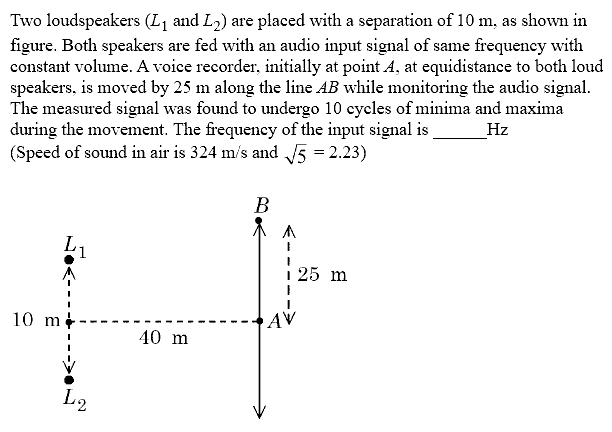 Two loudspeakers (L₁ and L₂) are placed with a separation of 10 m, as shown in
figure. Both speakers are fed with an audio input signal of same frequency with
constant volume. A voice recorder, initially at point A, at equidistance to both loud
speakers, is moved by 25 m along the line AB while monitoring the audio signal.
The measured signal was found to undergo 10 cycles of minima and maxima
during the movement. The frequency of the input signal is ______Hz
(Speed of sound in air is 324 m/s and √5 = 2.23)
B
L₁
25 m
10 m
A
40 m
L₂